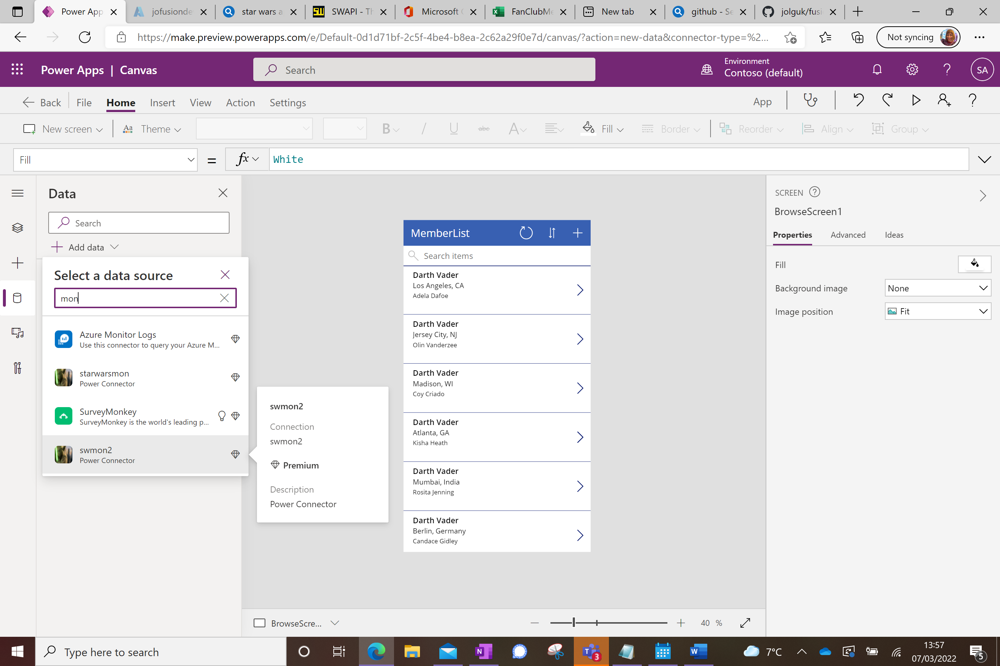 Power App
jofusionde
star wars a
SWAPI - Th
Microsoft
FanClubMe
New tab
github - Se
jolguk/fusi
https://make.preview.powerapps.com/e/Default-0d1d71bf-2c5f-4be4-b8ea-2c62a29f0e7d/canvas/?action=new-data&connector-type=%2...
Not syncing
Power Apps | Canvas
Search
Environment
Contoso (default)
SA
Back
File
Home
Insert
View
Action
Settings
App
New screen
Theme
B
abc
A
Fill
Border
Reorder
Align
Group
Fill
=
fx
White
Data
Search
Add data
Select a data source
mon
Azure Monitor Logs
Use this connector to query your Azure M...
starwarsmon
Power Connector
SurveyMonkey
SurveyMonkey is the world's leading p...
swmon2
Power Connector
swmon2
Connection
swmon2
Premium
Description
Power Connector
MemberList
Search items
Darth Vader
Los Angeles, CA
Adela Dafoe
Darth Vader
Jersey City, NJ
Olin Vanderzee
Darth Vader
Madison, WI
Coy Criado
Darth Vader
Atlanta, GA
Kisha Heath
Darth Vader
Mumbai, India
Rosita Jenning
Darth Vader
Berlin, Germany
Candace Gidley
SCREEN
BrowseScreen1
Properties
Advanced
Ideas
Fill
Background image
None
Image position
Fit
BrowseScre...
40 %
Type here to search
3
7°C
13:57
07/03/2022
5